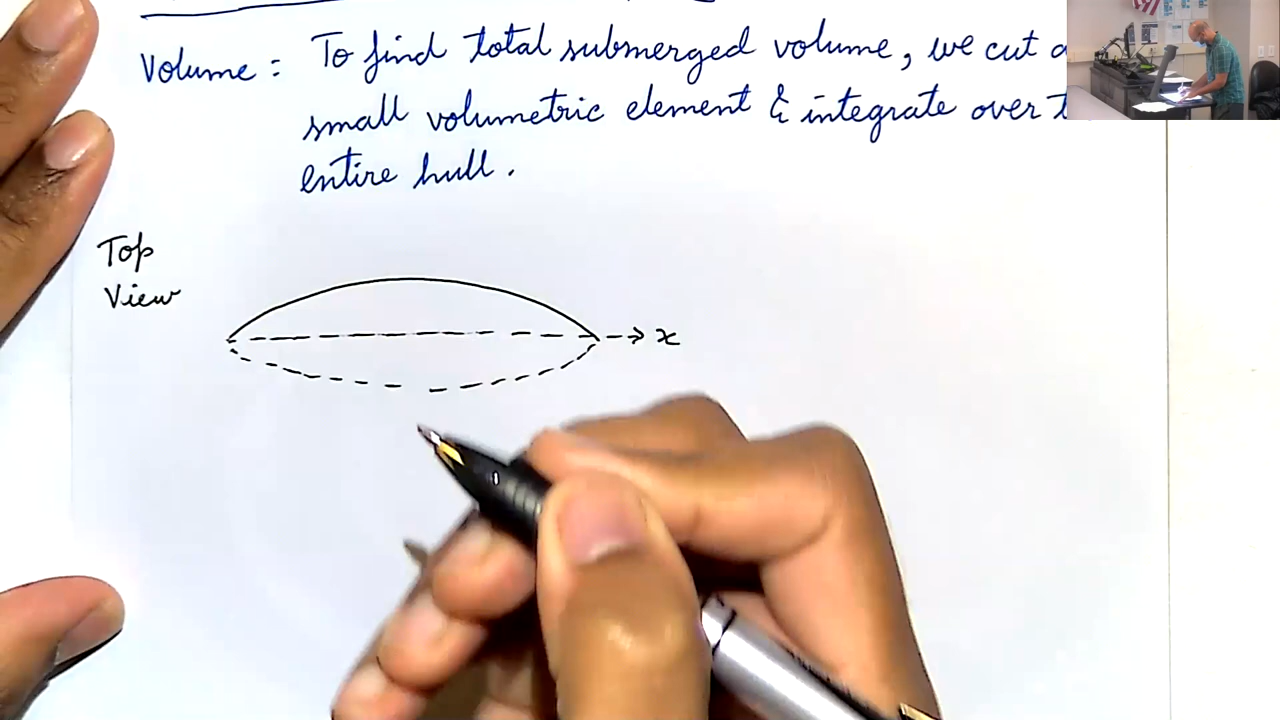 Volume : To find total submerged volume, we cut a
small volumetric element & integrate over
entire hull.
Top
View
x